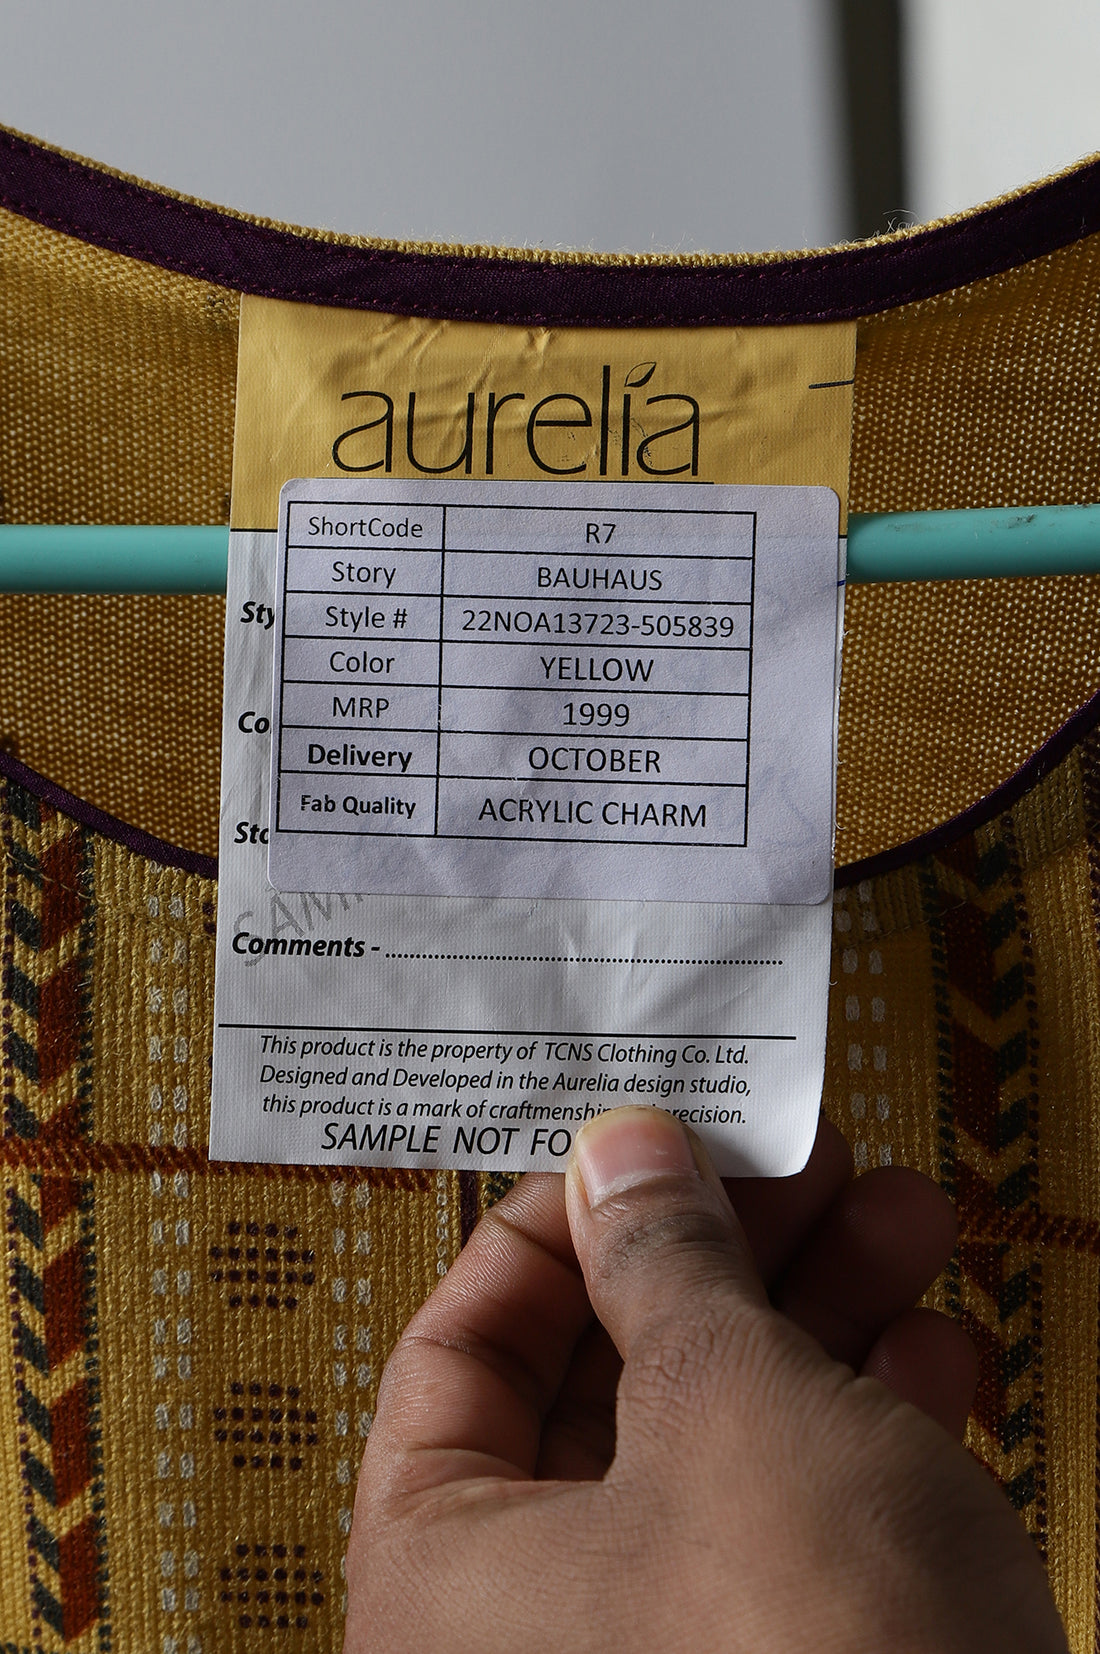 aurelia
ShortCode R7
Story BAUHAUS
Style # 22NOA13723-505839
Color YELLOW
MRP 1999
Delivery OCTOBER
Fab Quality ACRYLIC CHARM
Comments - ..........
This product is the property of TCNS Clothing Co. Ltd.
Designed and Developed in the Aurelia design studio,
this product is a mark of craftmenship
SAMPLE NOT